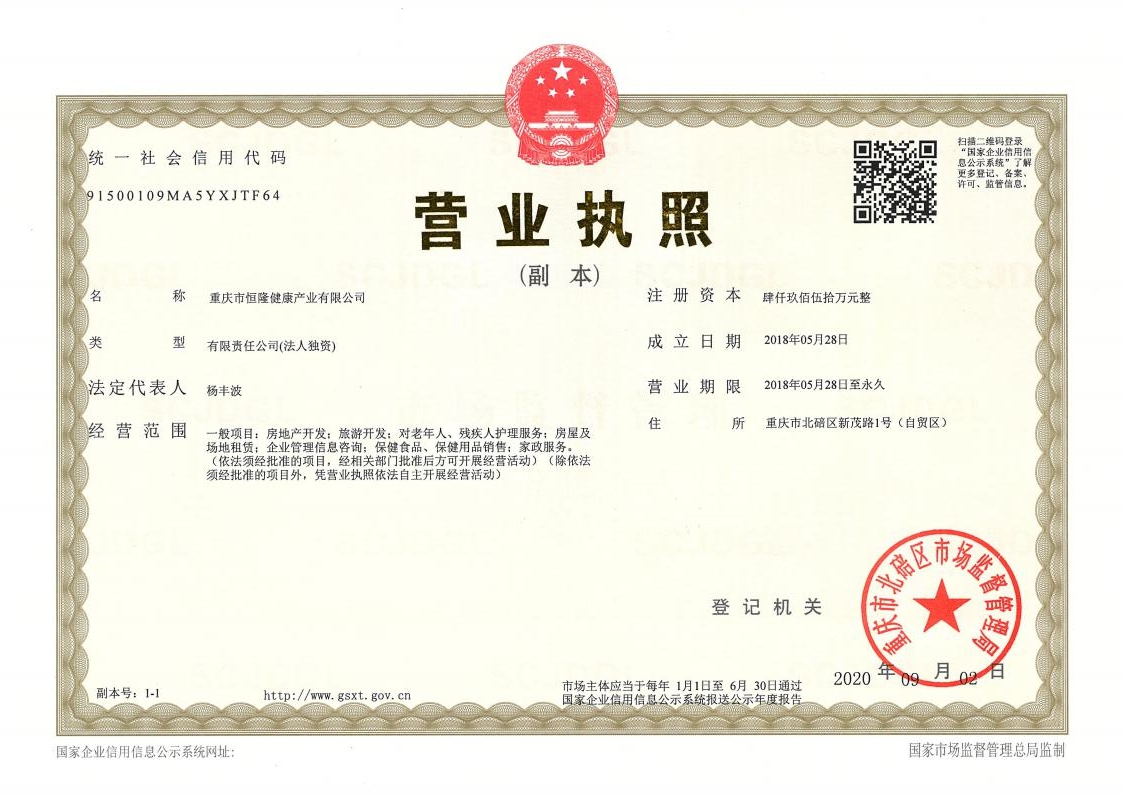 统一社会信用代码
91500109MA5YXJTF64
扫描二维码登录
“国家企业信用信
息公示系统”了解
更多登记、备案、
许可、监管信息。
营业执照
(副 本)
名 称 重庆市恒隆健康产业有限公司
类 型 有限责任公司(法人独资)
法定代表人 杨丰波
经营范围 一般项目：房地产开发；旅游开发；对老年人、残疾人护理服务；房屋及
场地租赁；企业管理信息咨询；保健食品、保健用品销售；家政服务。
（依法须经批准的项目，经相关部门批准后方可开展经营活动）（除依法
须经批准的项目外，凭营业执照依法自主开展经营活动）
注册资本 肆仟玖佰伍拾万元整
成立日期 2018年05月28日
营业期限 2018年05月28日至永久
住 所 重庆市北碚区新茂路1号（自贸区）
登记机关
重庆市北碚区市场监督管理局
2020 年 09 月 02 日
副本号：1-1
http://www.gsxt.gov.cn
市场主体应当于每年 1月1日至 6月 30日通过
国家企业信用信息公示系统报送公示年度报告
国家企业信用信息公示系统网址：
国家市场监督管理总局监制